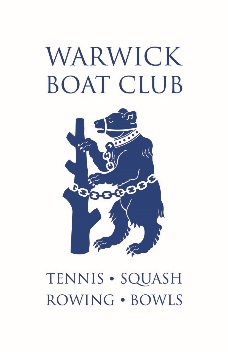 WARWICK
BOAT CLUB
TENNIS • SQUASH
ROWING • BOWLS